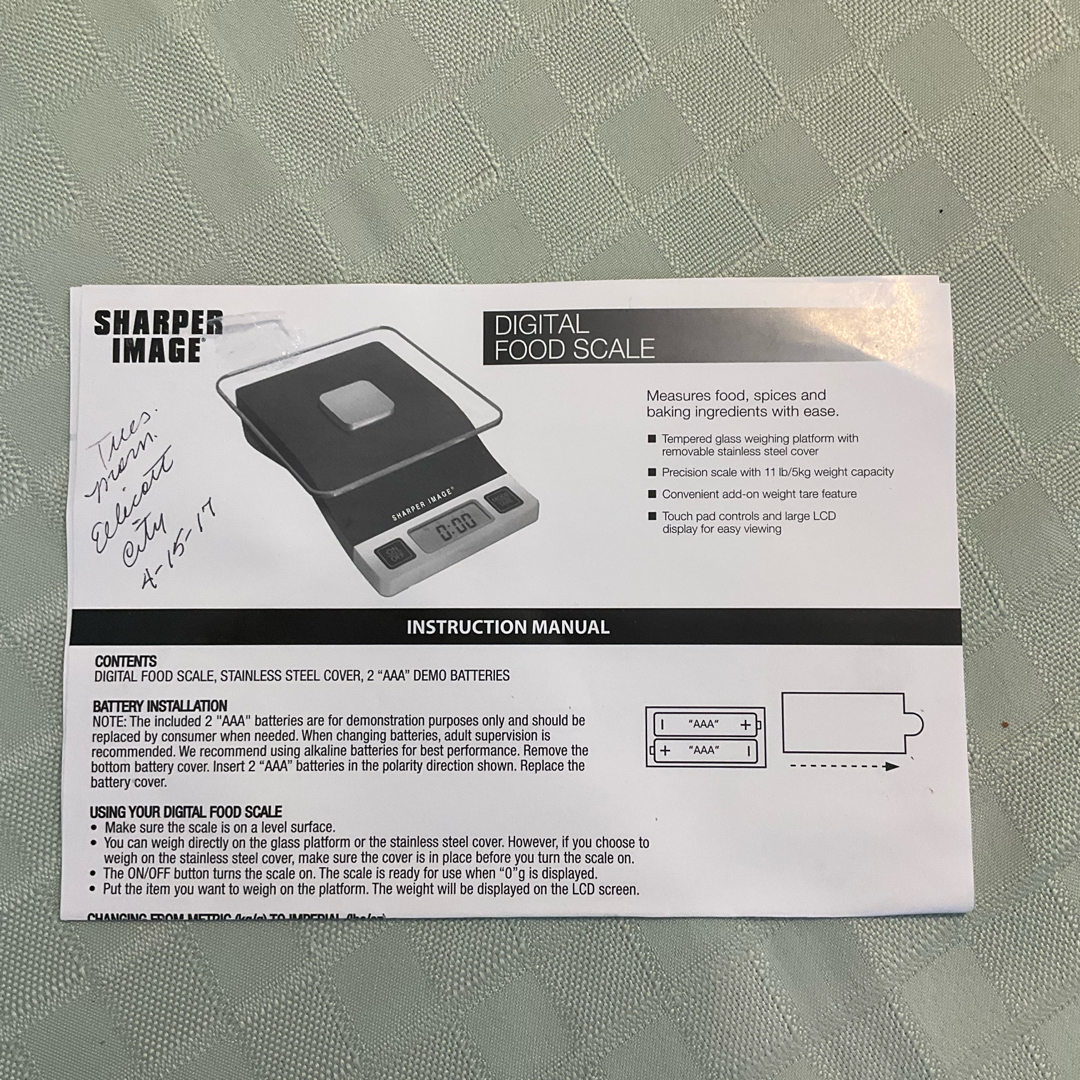 SHARPER
IMAGE®
Tues.
morn.
Ellicott
City
4-15-17
SHARPER IMAGE®
0:00
ON
OFF
DIGITAL
FOOD SCALE
Measures food, spices and
baking ingredients with ease.
■ Tempered glass weighing platform with
removable stainless steel cover
■ Precision scale with 11 lb/5kg weight capacity
■ Convenient add-on weight tare feature
■ Touch pad controls and large LCD
display for easy viewing
INSTRUCTION MANUAL
CONTENTS
DIGITAL FOOD SCALE, STAINLESS STEEL COVER, 2 “AAA” DEMO BATTERIES
BATTERY INSTALLATION
NOTE: The included 2 "AAA" batteries are for demonstration purposes only and should be
replaced by consumer when needed. When changing batteries, adult supervision is
recommended. We recommend using alkaline batteries for best performance. Remove the
bottom battery cover. Insert 2 “AAA” batteries in the polarity direction shown. Replace the
battery cover.
| “AAA” +
+ “AAA” |
USING YOUR DIGITAL FOOD SCALE
• Make sure the scale is on a level surface.
• You can weigh directly on the glass platform or the stainless steel cover. However, if you choose to
weigh on the stainless steel cover, make sure the cover is in place before you turn the scale on.
• The ON/OFF button turns the scale on. The scale is ready for use when “0”g is displayed.
• Put the item you want to weigh on the platform. The weight will be displayed on the LCD screen.
CHANGING FROM METRIC (kg/g) TO IMPERIAL (lbs/oz)